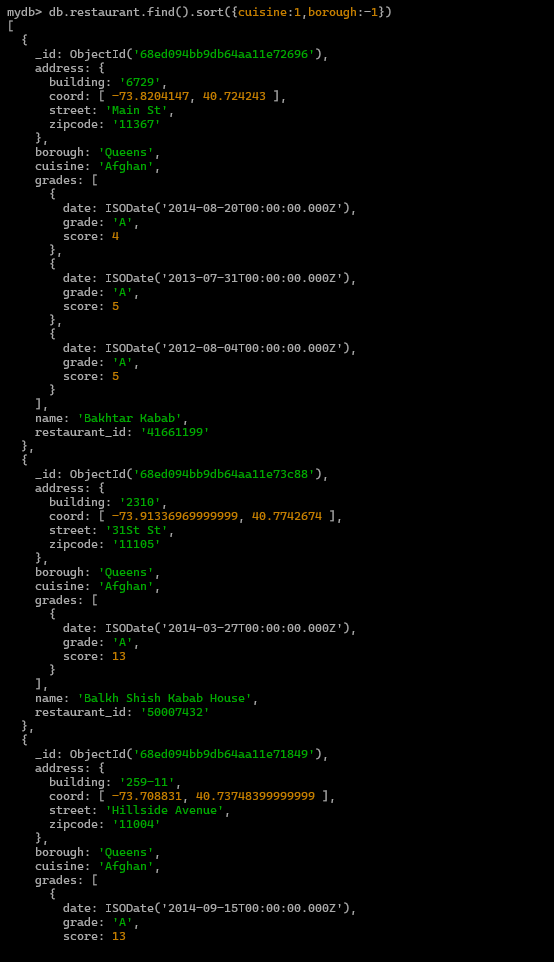 mydb> db.restaurant.find().sort({cuisine:1,borough:-1})
[
  {
    _id: ObjectId('68ed094bb9db64aa11e72696'),
    address: {
      building: '6729',
      coord: [ -73.8204147, 40.724243 ],
      street: 'Main St',
      zipcode: '11367'
    },
    borough: 'Queens',
    cuisine: 'Afghan',
    grades: [
      {
        date: ISODate('2014-08-20T00:00:00.000Z'),
        grade: 'A',
        score: 4
      },
      {
        date: ISODate('2013-07-31T00:00:00.000Z'),
        grade: 'A',
        score: 5
      },
      {
        date: ISODate('2012-08-04T00:00:00.000Z'),
        grade: 'A',
        score: 5
      }
    ],
    name: 'Bakhtar Kabab',
    restaurant_id: '41661199'
  },
  {
    _id: ObjectId('68ed094bb9db64aa11e73c88'),
    address: {
      building: '2310',
      coord: [ -73.91336969999999, 40.7742674 ],
      street: '31St St',
      zipcode: '11105'
    },
    borough: 'Queens',
    cuisine: 'Afghan',
    grades: [
      {
        date: ISODate('2014-03-27T00:00:00.000Z'),
        grade: 'A',
        score: 13
      }
    ],
    name: 'Balkh Shish Kabab House',
    restaurant_id: '50007432'
  },
  {
    _id: ObjectId('68ed094bb9db64aa11e71849'),
    address: {
      building: '259-11',
      coord: [ -73.708831, 40.73748399999999 ],
      street: 'Hillside Avenue',
      zipcode: '11004'
    },
    borough: 'Queens',
    cuisine: 'Afghan',
    grades: [
      {
        date: ISODate('2014-09-15T00:00:00.000Z'),
        grade: 'A',
        score: 13